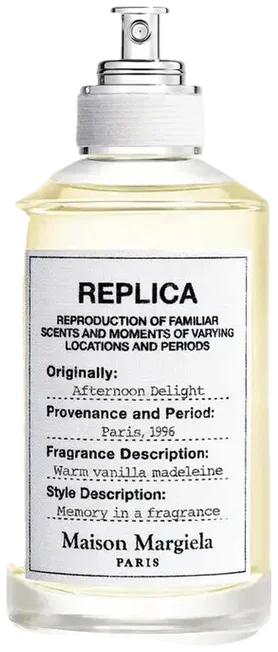 REPLICA
REPRODUCTION OF FAMILIAR
SCENTS AND MOMENTS OF VARYING
LOCATIONS AND PERIODS
Originally:
Afternoon Delight
Provenance and Period:
Paris, 1996
Fragrance Description:
Warm vanilla madeleine
Style Description:
Memory in a fragrance
Maison Margiela
PARIS